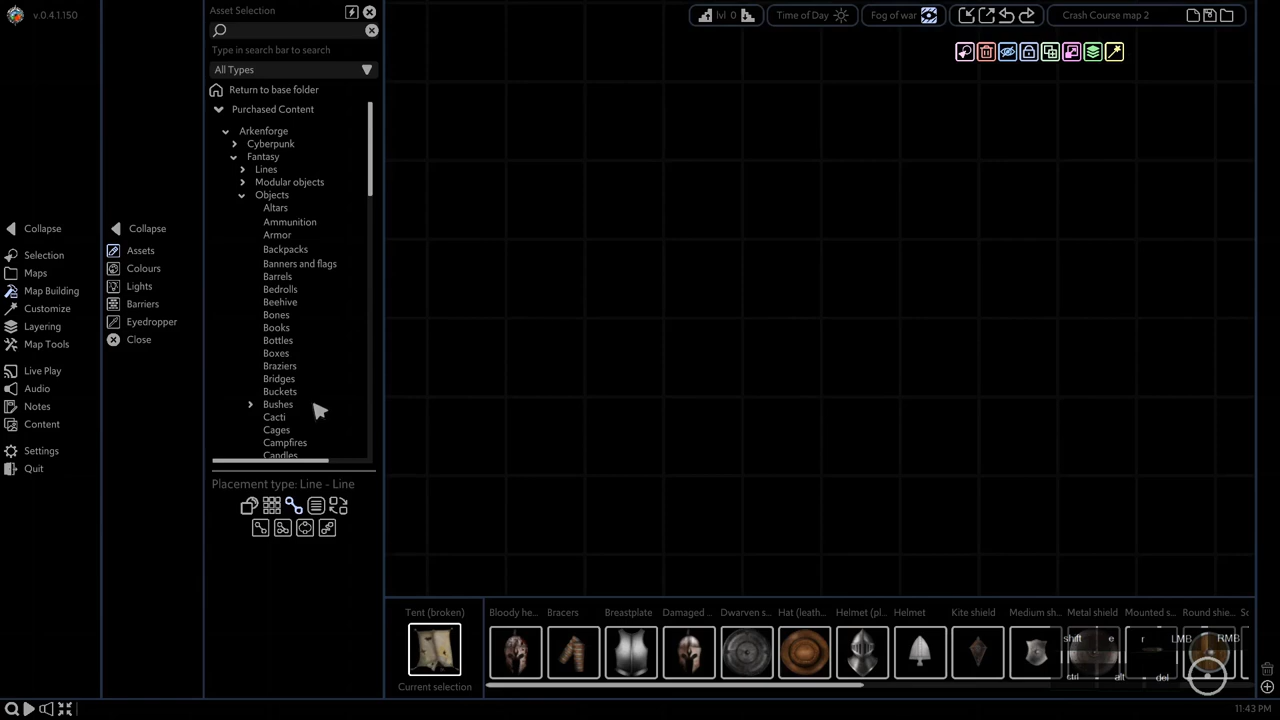 v.0.4.1.150
Asset Selection
Type in search bar to search
All Types
Return to base folder
Purchased Content
Arkenforge
Cyberpunk
Fantasy
Lines
Modular objects
Objects
Altars
Ammunition
Armor
Backpacks
Banners and flags
Barrels
Bedrolls
Beehive
Bones
Books
Bottles
Boxes
Braziers
Bridges
Buckets
Bushes
Cacti
Cages
Campfires
Candles
Placement type: Line - Line
Collapse
Selection
Maps
Map Building
Customize
Layering
Map Tools
Live Play
Audio
Notes
Content
Settings
Quit
Collapse
Assets
Colours
Lights
Barriers
Eyedropper
Close
lvl 0
Time of Day
Fog of war
Crash Course map 2
Tent (broken)
Current selection
Bloody he...
Bracers
Breastplate
Damaged ...
Dwarven s...
Hat (leath...
Helmet (pl...
Helmet
Kite shield
Medium sh...
Metal shield
Mounted s...
Round shie...
shift
e
r
LMB
RMB
ctrl
alt
del
11:43 PM